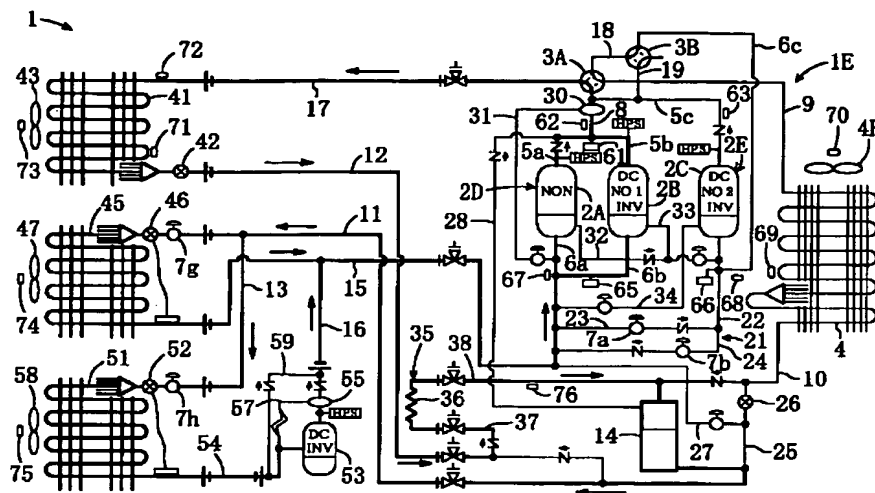 1
72
43
41
17
71
73
42
12
18
3A
3B
6c
19
1E
30
8
5c
63
31
62
HPS
9
70
4F
61
5a
HPS
5b
HPS
2E
2C
2D
NON
DC
NO 1
INV
2B
DC
NO 2
INV
2A
33
28
32
67
6a
65
6b
66
68
69
34
23
22
7a
21
24
7b
4
10
45
46
47
11
7g
15
13
74
16
51
52
59
58
55
57
7h
HPS
DC
INV
53
54
75
35
38
36
76
37
14
26
27
25